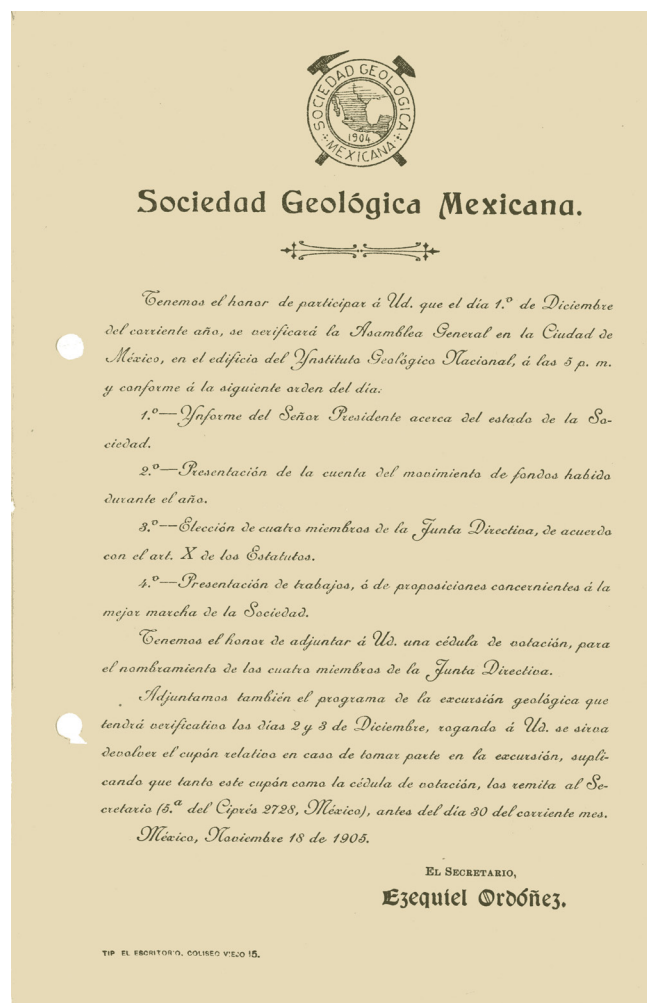 SOCIEDAD GEOLOGICA
MEXICANA
1904
Sociedad Geológica Mexicana.
Tenemos el honor de participar á Ud. que el día 1.º de Diciembre
del corriente año, se verificará la Asamblea General en la Ciudad de
México, en el edificio del Ynstituto Geológico Nacional, á las 5 p. m.
y conforme á la siguiente orden del día:
1.º—Ynforme del Señor Presidente acerca del estado de la So-
ciedad.
2.º—Presentación de la cuenta del movimiento de fondos habido
durante el año.
3.º—Elección de cuatro miembros de la Junta Directiva, de acuerdo
con el art. X de los Estatutos.
4.º—Presentación de trabajos, ó de proposiciones concernientes á la
mejor marcha de la Sociedad.
Tenemos el honor de adjuntar á Ud. una cédula de votación, para
el nombramiento de los cuatro miembros de la Junta Directiva.
Adjuntamos también el programa de la excursión geológica que
tendrá verificativo los días 2 y 3 de Diciembre, rogando á Ud. se sirva
devolver el cupón relativo en caso de tomar parte en la excursión, supli-
cando que tanto este cupón como la cédula de votación, los remita al Se-
cretario (5.ª del Ciprés 2728, México), antes del día 30 del corriente mes.
México, Noviembre 18 de 1905.
EL SECRETARIO,
Ezequiel Ordóñez.
TIP EL ESCRITORIO, COLISEO VIEJO 15.